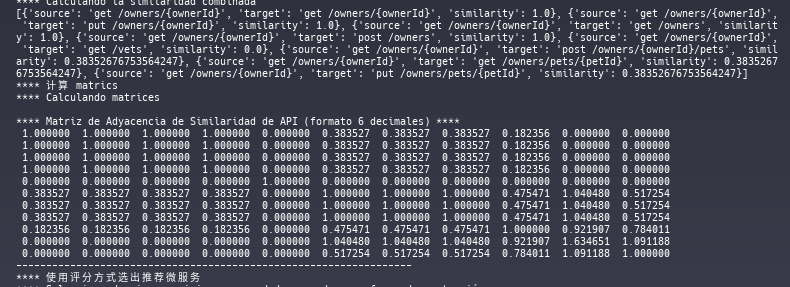 **** Calculando la similaridad combinada
[{'source': 'get /owners/{ownerId}', 'target': 'get /owners/{ownerId}', 'similarity': 1.0}, {'source': 'get /owners/{ownerId}',
 'target': 'put /owners/{ownerId}', 'similarity': 1.0}, {'source': 'get /owners/{ownerId}', 'target': 'get /owners', 'similarit
y': 1.0}, {'source': 'get /owners/{ownerId}', 'target': 'post /owners', 'similarity': 1.0}, {'source': 'get /owners/{ownerId}',
 'target': 'get /vets', 'similarity': 0.0}, {'source': 'get /owners/{ownerId}', 'target': 'post /owners/{ownerId}/pets', 'simil
arity': 0.38352676753564247}, {'source': 'get /owners/{ownerId}', 'target': 'get /owners/pets/{petId}', 'similarity': 0.3835267
6753564247}, {'source': 'get /owners/{ownerId}', 'target': 'put /owners/pets/{petId}', 'similarity': 0.38352676753564247}]
**** 计算 matrics
**** Calculando matrices
**** Matriz de Adyacencia de Similaridad de API (formato 6 decimales) ****
1.000000 1.000000 1.000000 1.000000 0.000000 0.383527 0.383527 0.383527 0.182356 0.000000 0.000000
1.000000 1.000000 1.000000 1.000000 0.000000 0.383527 0.383527 0.383527 0.182356 0.000000 0.000000
1.000000 1.000000 1.000000 1.000000 0.000000 0.383527 0.383527 0.383527 0.182356 0.000000 0.000000
1.000000 1.000000 1.000000 1.000000 0.000000 0.383527 0.383527 0.383527 0.182356 0.000000 0.000000
0.000000 0.000000 0.000000 0.000000 1.000000 0.000000 0.000000 0.000000 0.000000 0.000000 0.000000
0.383527 0.383527 0.383527 0.383527 0.000000 1.000000 1.000000 1.000000 0.475471 1.040480 0.517254
0.383527 0.383527 0.383527 0.383527 0.000000 1.000000 1.000000 1.000000 0.475471 1.040480 0.517254
0.383527 0.383527 0.383527 0.383527 0.000000 1.000000 1.000000 1.000000 0.475471 1.040480 0.517254
0.182356 0.182356 0.182356 0.182356 0.000000 0.475471 0.475471 0.475471 1.000000 0.921907 0.784011
0.000000 0.000000 0.000000 0.000000 0.000000 1.040480 1.040480 1.040480 0.921907 1.634651 1.091188
0.000000 0.000000 0.000000 0.000000 0.000000 0.517254 0.517254 0.517254 0.784011 1.091188 1.000000
------------------------------------------------------------------
**** 使用评分方式选出推荐微服务